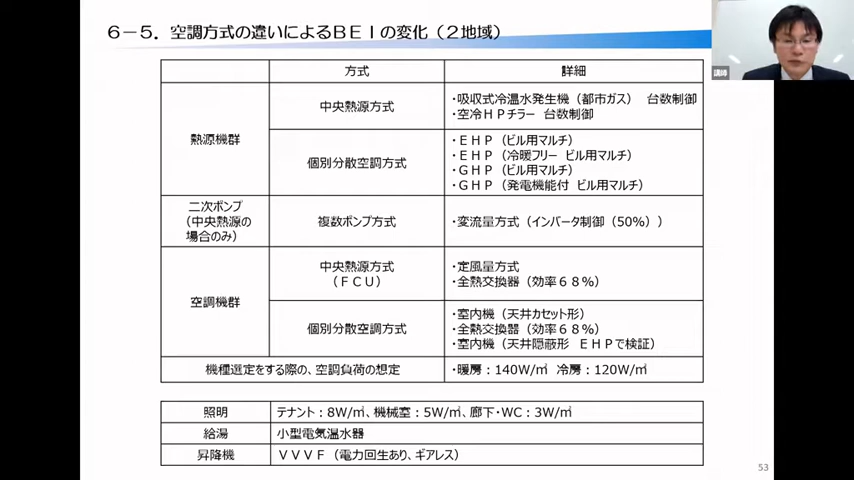 6-5．空調方式の違いによるBEIの変化（2地域）
講師
方式
詳細
熱源機群
中央熱源方式
・吸収式冷温水発生機（都市ガス） 台数制御
・空冷HPチラー 台数制御
個別分散空調方式
・EHP（ビル用マルチ）
・EHP（冷暖フリー ビル用マルチ）
・GHP（ビル用マルチ）
・GHP（発電機能付 ビル用マルチ）
二次ポンプ
（中央熱源の
場合のみ）
複数ポンプ方式
・変流量方式（インバータ制御（50%））
空調機群
中央熱源方式
（FCU）
・定風量方式
・全熱交換器（効率68%）
個別分散空調方式
・室内機（天井カセット形）
・全熱交換器（効率68%）
・室内機（天井隠蔽形 EHPで検証）
機種選定をする際の、空調負荷の想定
・暖房：140W/㎡ 冷房：120W/㎡
照明
テナント：8W/㎡、機械室：5W/㎡、廊下・WC：3W/㎡
給湯
小型電気温水器
昇降機
VVVF（電力回生あり、ギアレス）
53